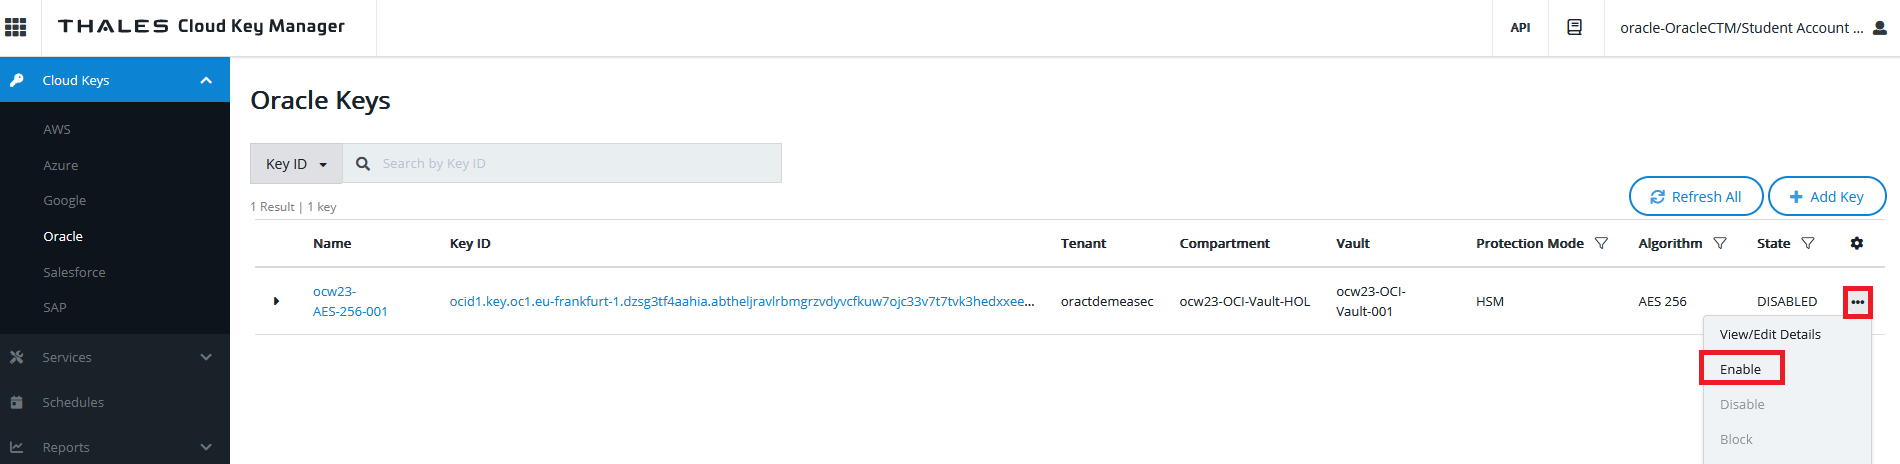 THALES Cloud Key Manager
API
oracle-OracleCTM/Student Account ...
Cloud Keys
AWS
Azure
Google
Oracle
Salesforce
SAP
Services
Schedules
Reports
Oracle Keys
Key ID
Search by Key ID
1 Result | 1 key
Refresh All
Add Key
Name Key ID Tenant Compartment Vault Protection Mode Algorithm State
ocw23-
AES-256-001
ocid1.key.oc1.eu-frankfurt-1.dzsg3tf4aahia.abtheljravlrbmgrzvdyvcfkuw7ojc33v7t7tvk3hedxxee...
oractdemeasec
ocw23-OCI-Vault-HOL
ocw23-OCI-
Vault-001
HSM
AES 256
DISABLED
View/Edit Details
Enable
Disable
Block